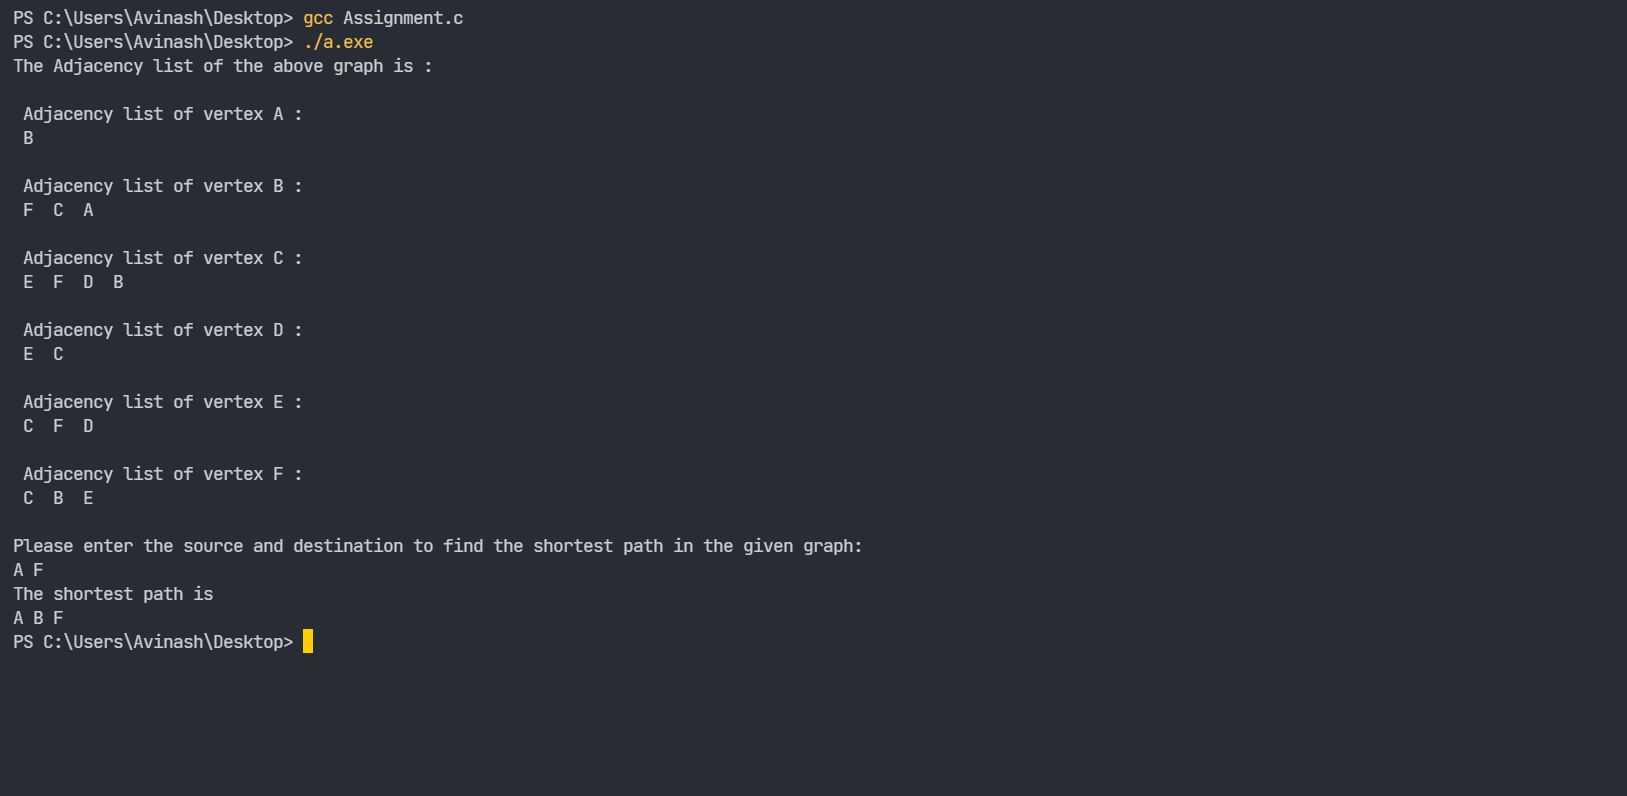 PS C:\Users\Avinash\Desktop> gcc Assignment.c
PS C:\Users\Avinash\Desktop> ./a.exe
The Adjacency list of the above graph is :
Adjacency list of vertex A :
B
Adjacency list of vertex B :
F  C  A
Adjacency list of vertex C :
E  F  D  B
Adjacency list of vertex D :
E  C
Adjacency list of vertex E :
C  F  D
Adjacency list of vertex F :
C  B  E
Please enter the source and destination to find the shortest path in the given graph:
A F
The shortest path is
A B F
PS C:\Users\Avinash\Desktop>